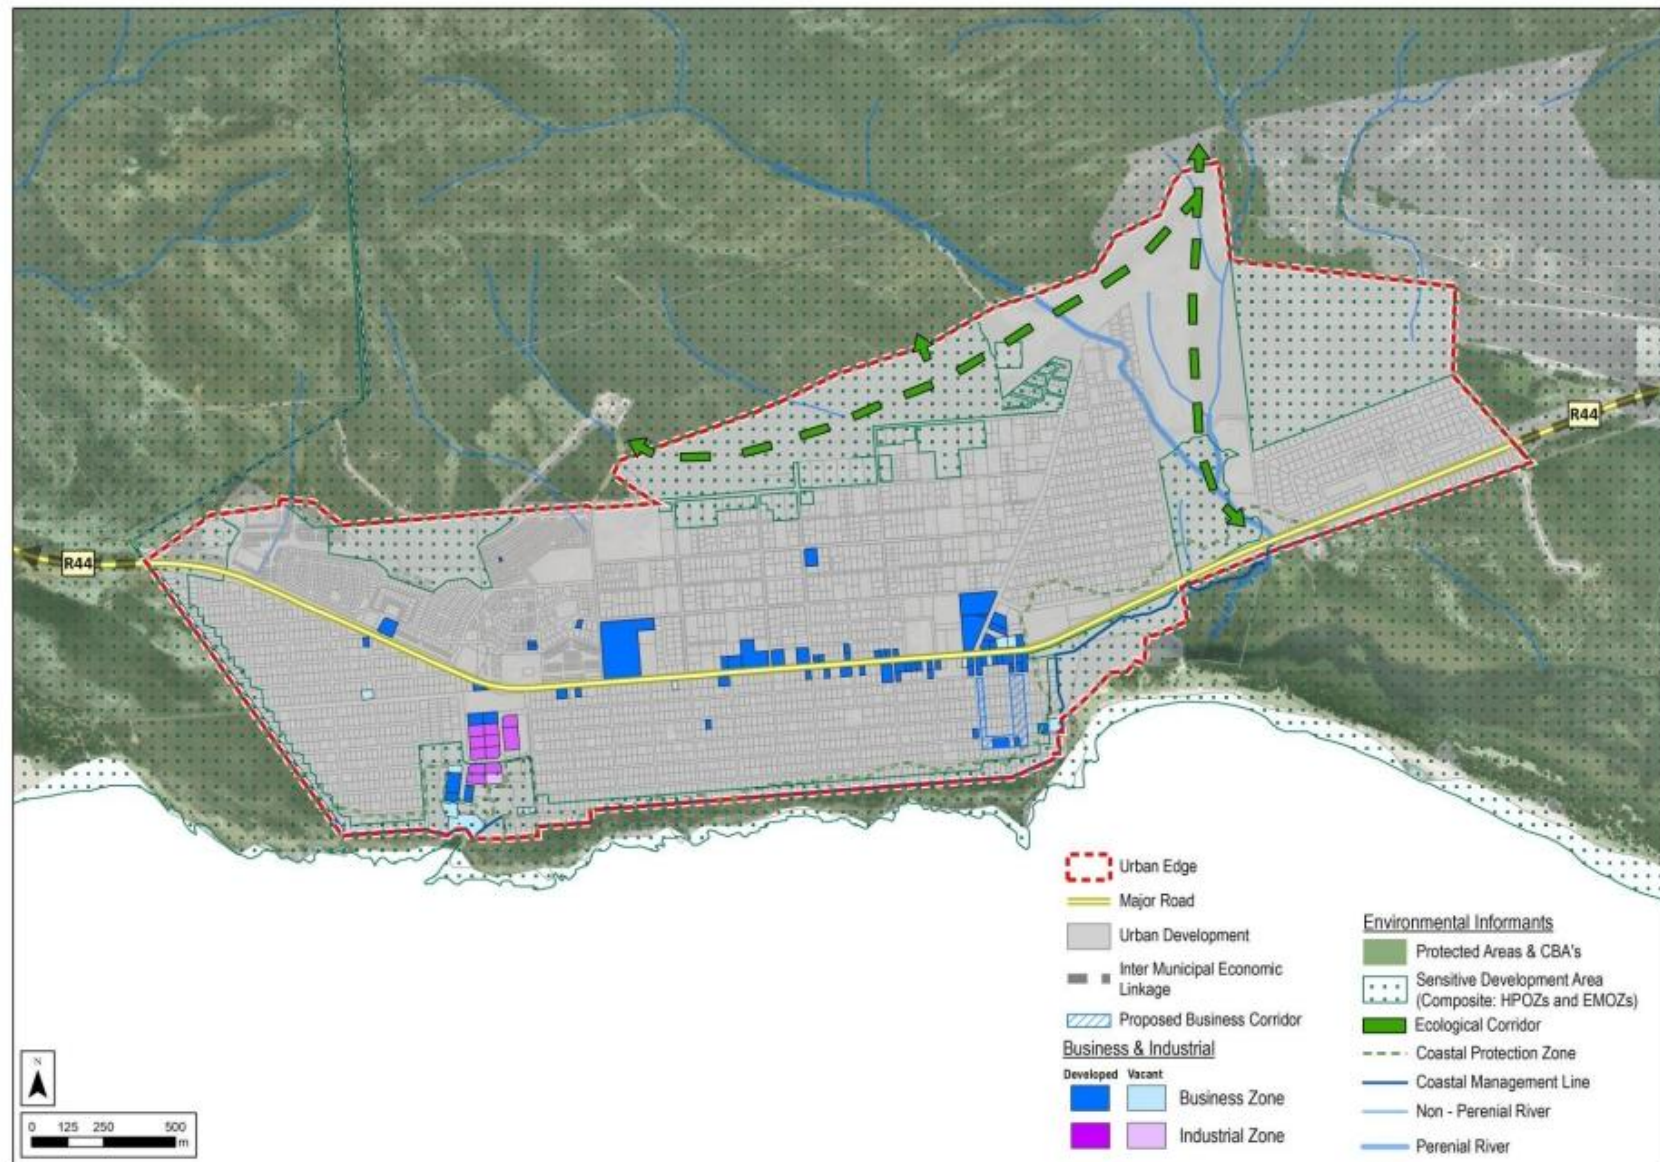 R44
R44
Urban Edge
Major Road
Urban Development
Inter Municipal Economic
Linkage
Proposed Business Corridor
Business & Industrial
Developed Vacant
Business Zone
Industrial Zone
Environmental Informants
Protected Areas & CBA's
Sensitive Development Area
(Composite: HPOZs and EMOZs)
Ecological Corridor
Coastal Protection Zone
Coastal Management Line
Non - Perenial River
Perenial River
N
0 125 250 500
m